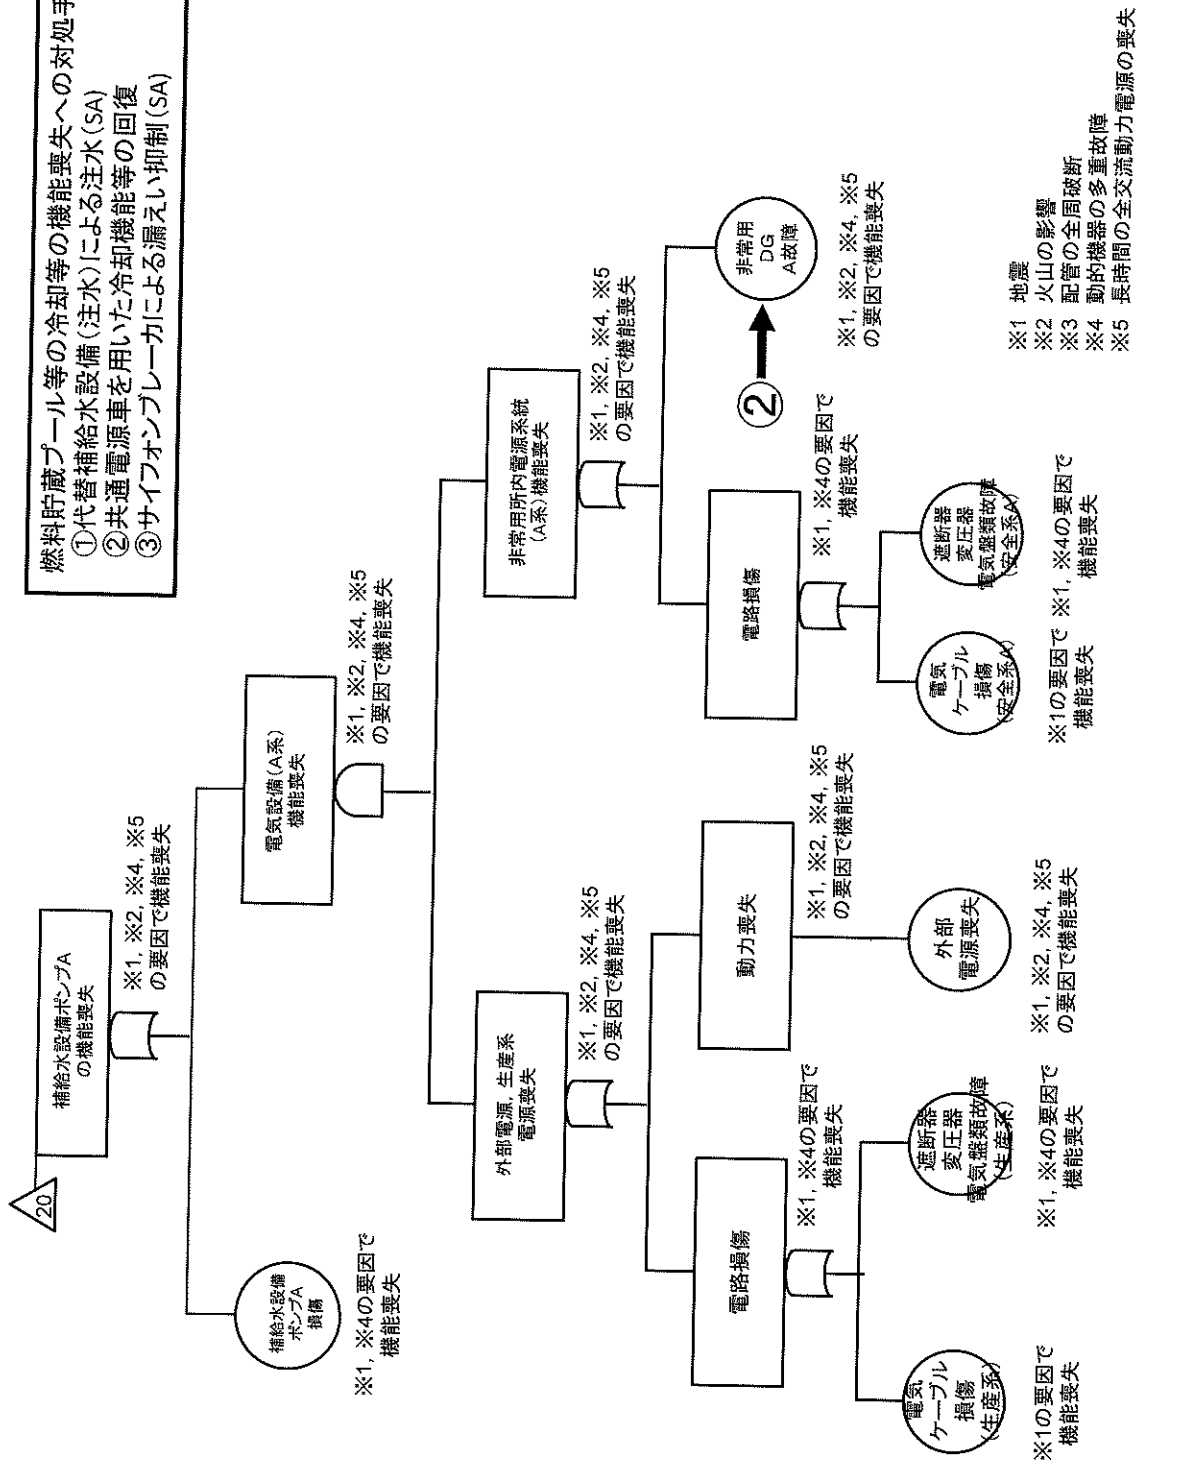 燃料貯蔵プール等の冷却等の機能喪失への対処手
①代替補給水設備(注水)による注水(SA)
②共通電源車を用いた冷却機能等の回復
③サイフォンブレーカによる漏えい抑制(SA)
20
補給水設備ポンプA
の機能喪失
※1, ※2, ※4, ※5
の要因で機能喪失
補給水設備
ポンプA
損傷
※1, ※4の要因で
機能喪失
電気設備(A系)
機能喪失
※1, ※2, ※4, ※5
の要因で機能喪失
外部電源, 生産系
電源喪失
※1, ※2, ※4, ※5
の要因で機能喪失
非常用所内電源系統
(A系)機能喪失
※1, ※2, ※4, ※5
の要因で機能喪失
電路損傷
※1, ※4の要因で
機能喪失
動力喪失
※1, ※2, ※4, ※5
の要因で機能喪失
電路損傷
※1, ※4の要因で
機能喪失
②
非常用
DG
A故障
※1, ※2, ※4, ※5
の要因で機能喪失
電気
ケーブル
損傷
(生産系)
※1の要因で
機能喪失
遮断器
変圧器
電気盤類故障
(生産系)
※1, ※4の要因で
機能喪失
外部
電源喪失
※1, ※2, ※4, ※5
の要因で機能喪失
電気
ケーブル
損傷
(安全系A)
※1の要因で
機能喪失
遮断器
変圧器
電気盤類故障
(安全系A)
※1, ※4の要因で
機能喪失
※1 地震
※2 火山の影響
※3 配管の全周破断
※4 動的機器の多重故障
※5 長時間の全交流動力電源の喪失